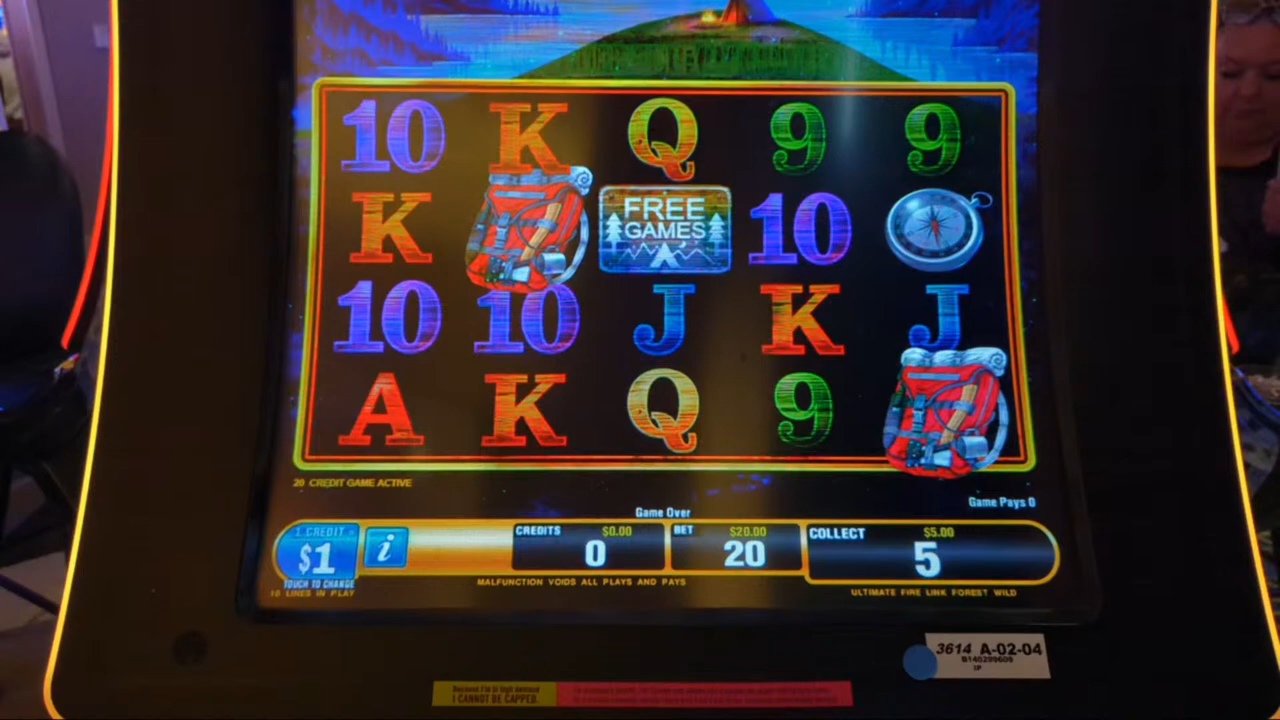 10 K Q 9 9
K FREE GAMES 10
10 10 J K J
A K Q 9
20 CREDIT GAME ACTIVE
Game Pays 0
Game Over
1 CREDIT =
$1
TOUCH TO CHANGE
i
CREDITS $0.00
0
BET $20.00
20
COLLECT $5.00
5
10 LINES IN PLAY
MALFUNCTION VOIDS ALL PLAYS AND PAYS
ULTIMATE FIRE LINK FOREST WILD
3614 A-02-04
B140299609
I CANNOT BE CAPPED.